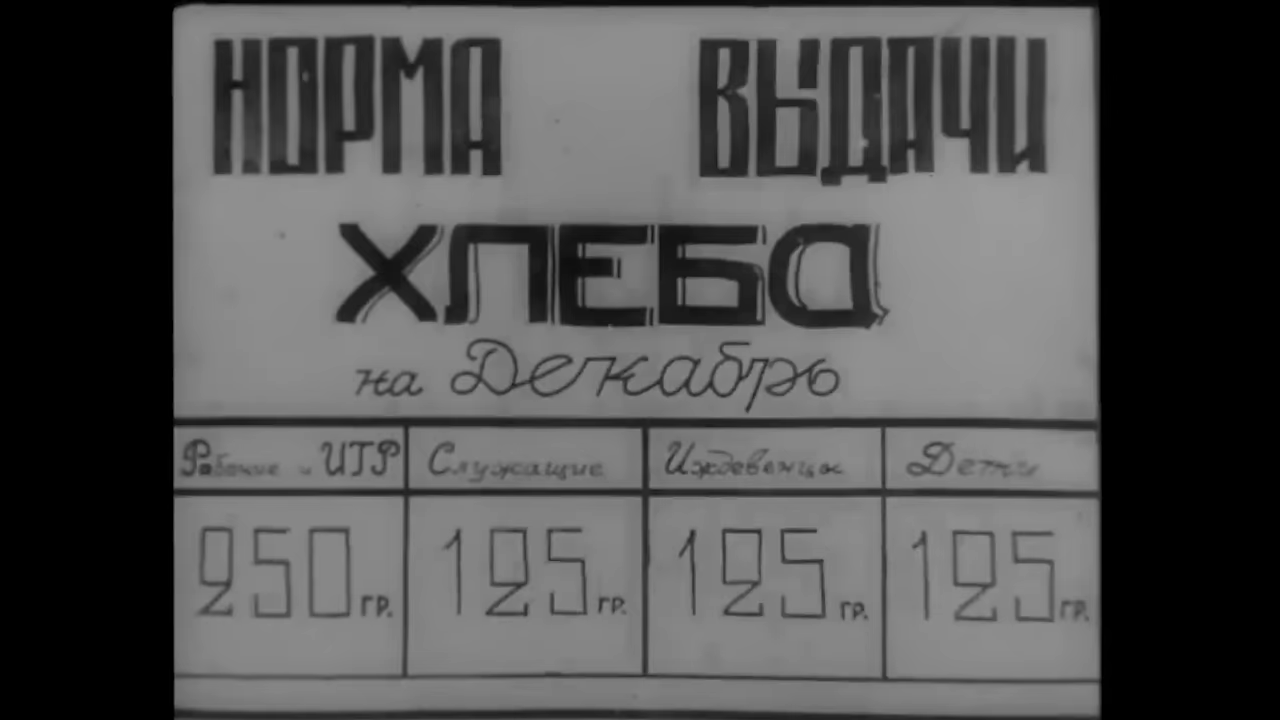 НОРМА ВЫДАЧИ
ХЛЕБА
на Декабрь
Рабочие и ИТР Служащие Иждевенцы Дети
250 гр. 125 гр. 125 гр. 125 гр.